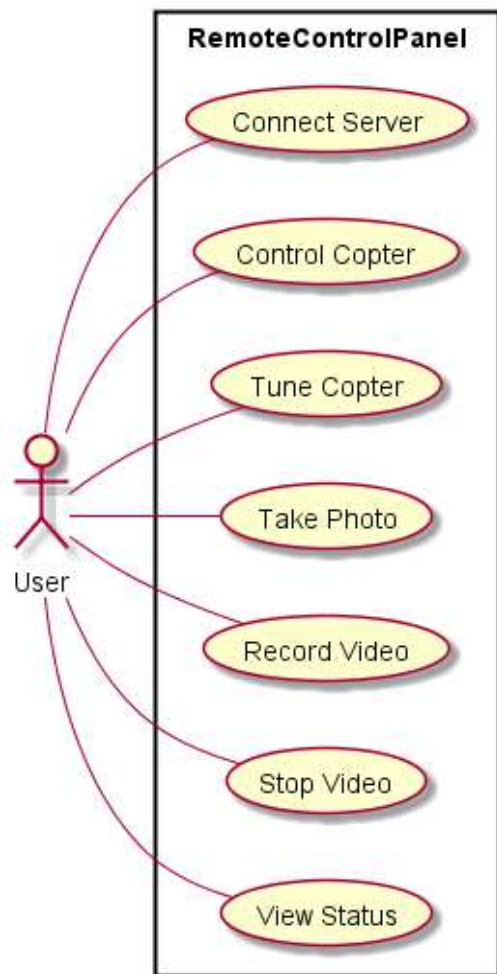 RemoteControlPanel
Connect Server
Control Copter
Tune Copter
Take Photo
User
Record Video
Stop Video
View Status